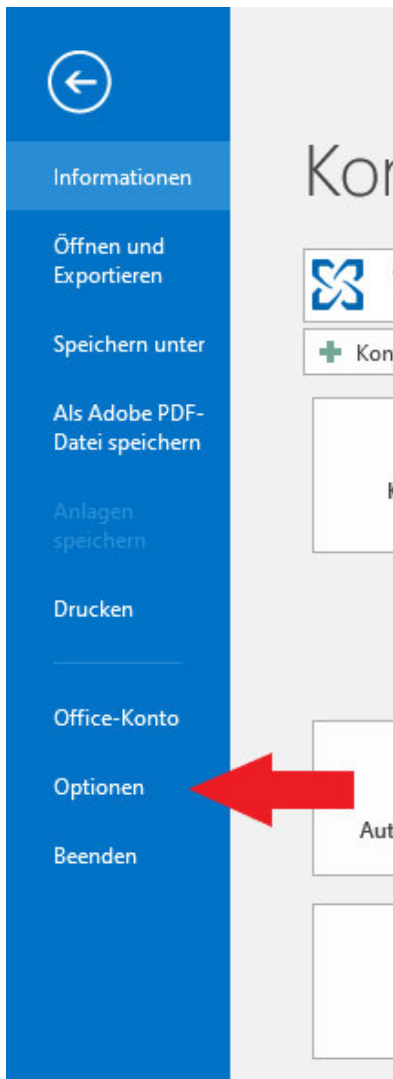 Informationen
Öffnen und
Exportieren
Speichern unter
Als Adobe PDF-
Datei speichern
Anlagen
speichern
Drucken
Office-Konto
Optionen
Beenden
Kon
Kon
K
Aut